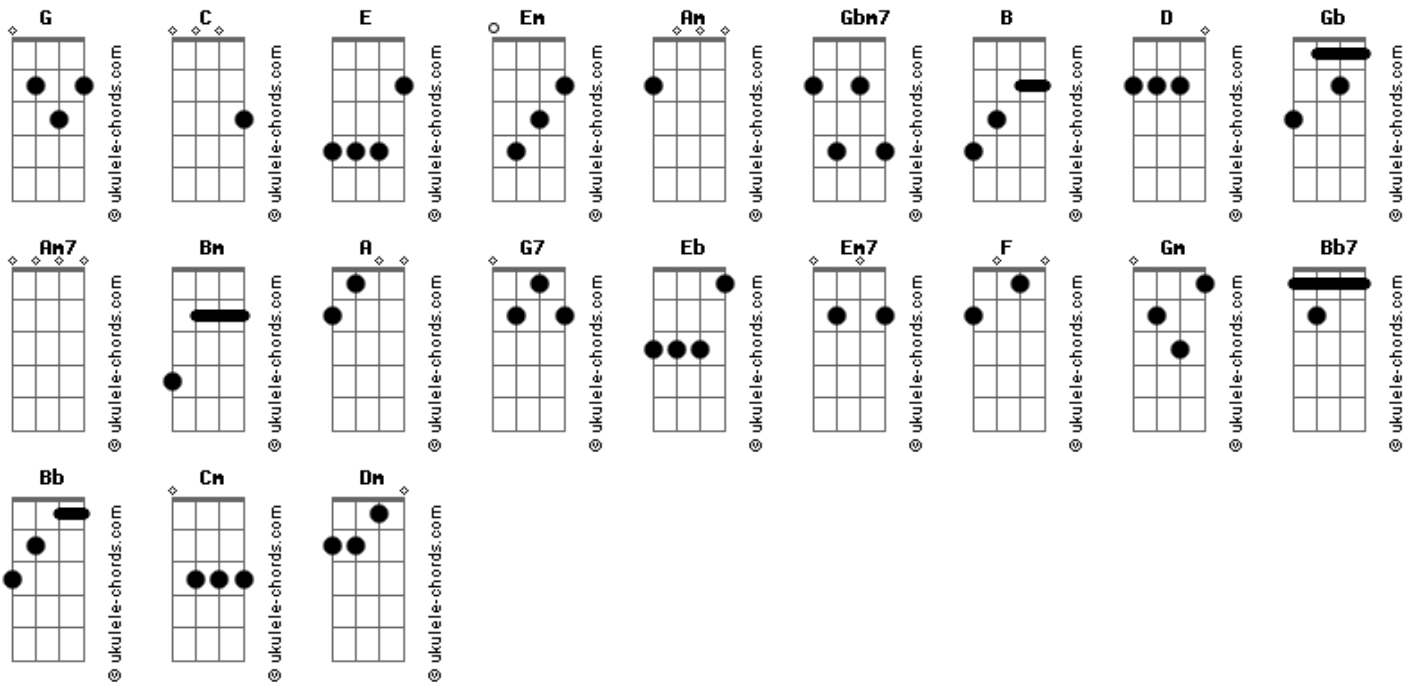 G C E Em Am Gbm7 B D Gb
© ukulele-chords.com © ukulele-chords.com © ukulele-chords.com © ukulele-chords.com © ukulele-chords.com © ukulele-chords.com © ukulele-chords.com © ukulele-chords.com © ukulele-chords.com
Am7 Bm A G7 Eb Em7 F Gm Bb7
© ukulele-chords.com © ukulele-chords.com © ukulele-chords.com © ukulele-chords.com © ukulele-chords.com © ukulele-chords.com © ukulele-chords.com © ukulele-chords.com © ukulele-chords.com
Bb Cm Dm
© ukulele-chords.com © ukulele-chords.com © ukulele-chords.com